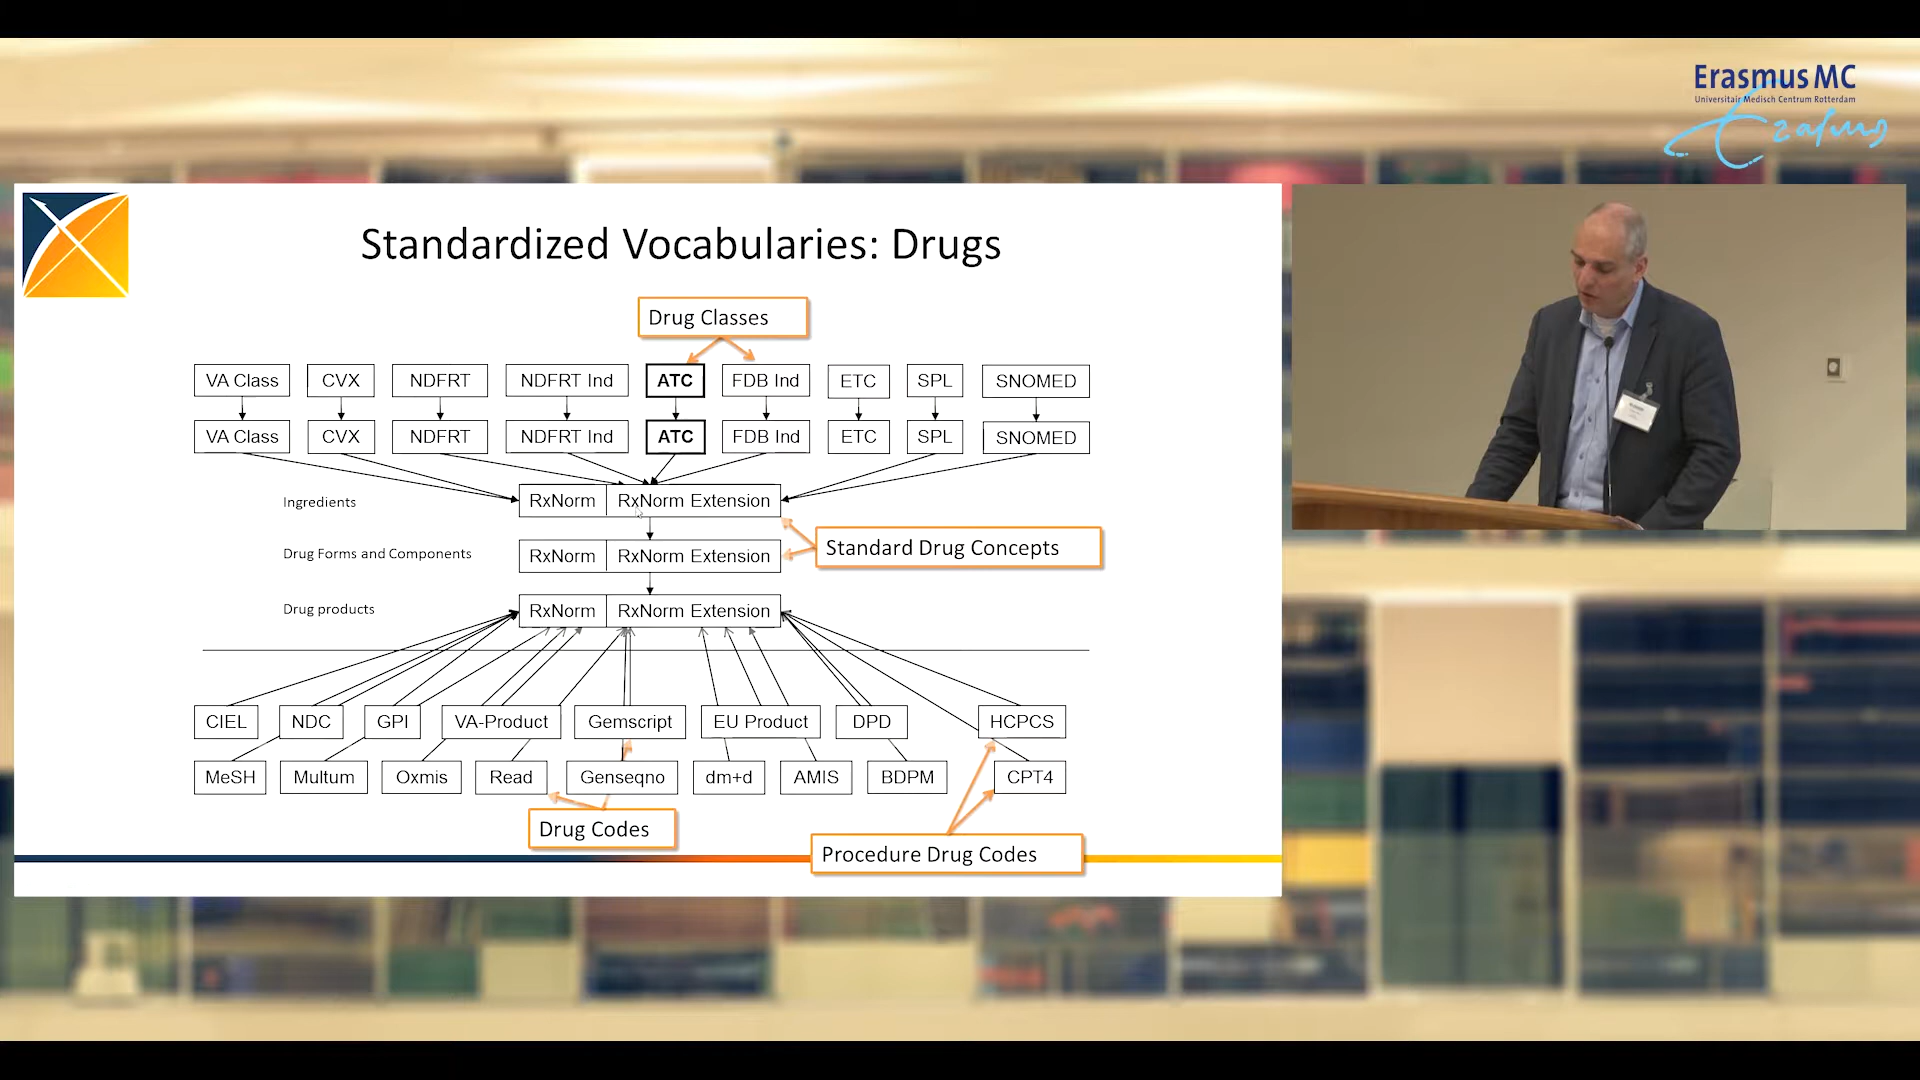 Erasmus MC
Universitair Medisch Centrum Rotterdam
Erasmus
Standardized Vocabularies: Drugs
Drug Classes
VA Class CVX NDFRT NDFRT Ind ATC FDB Ind ETC SPL SNOMED
VA Class CVX NDFRT NDFRT Ind ATC FDB Ind ETC SPL SNOMED
Ingredients RxNorm RxNorm Extension
Standard Drug Concepts
Drug Forms and Components RxNorm RxNorm Extension
Drug products RxNorm RxNorm Extension
CIEL NDC GPI VA-Product Gemscript EU Product DPD HCPCS
MeSH Multum Oxmis Read Genseqno dm+d AMIS BDPM CPT4
Drug Codes
Procedure Drug Codes